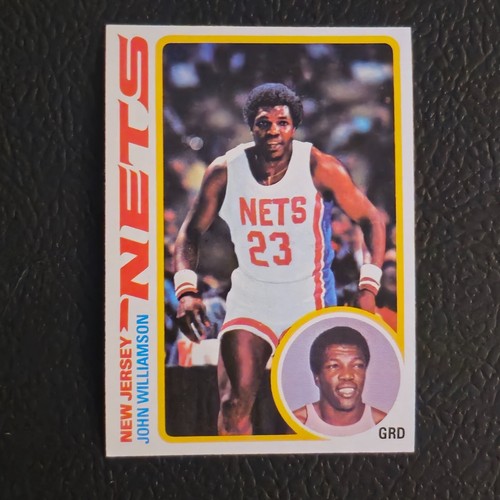 NEW JERSEY NETS
JOHN WILLIAMSON
NETS
23
GRD